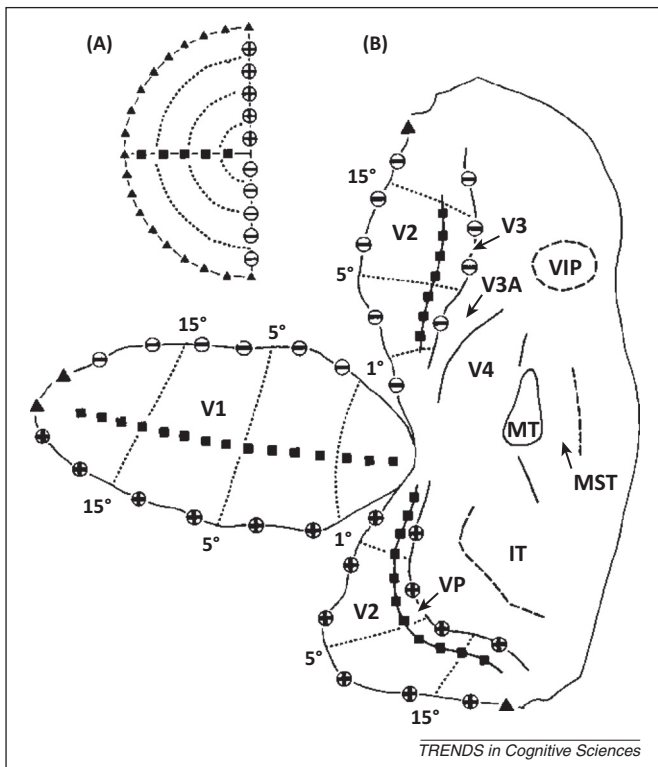 (A)
(B)
15°
V2
V3
VIP
5°
V3A
15°
5°
1°
V4
V1
MT
MST
15°
5°
1°
IT
V2
VP
5°
15°
TRENDS in Cognitive Sciences